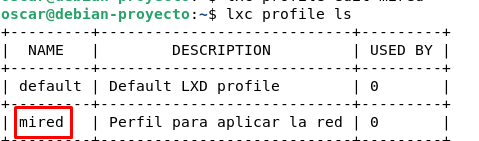 oscar@debian-proyecto:~$ lxc profile ls
+---------+---------------------------+---------+
| NAME | DESCRIPTION | USED BY |
+---------+---------------------------+---------+
| default | Default LXD profile | 0
+---------+---------------------------+---------+
| mired | Perfil para aplicar la red | 0